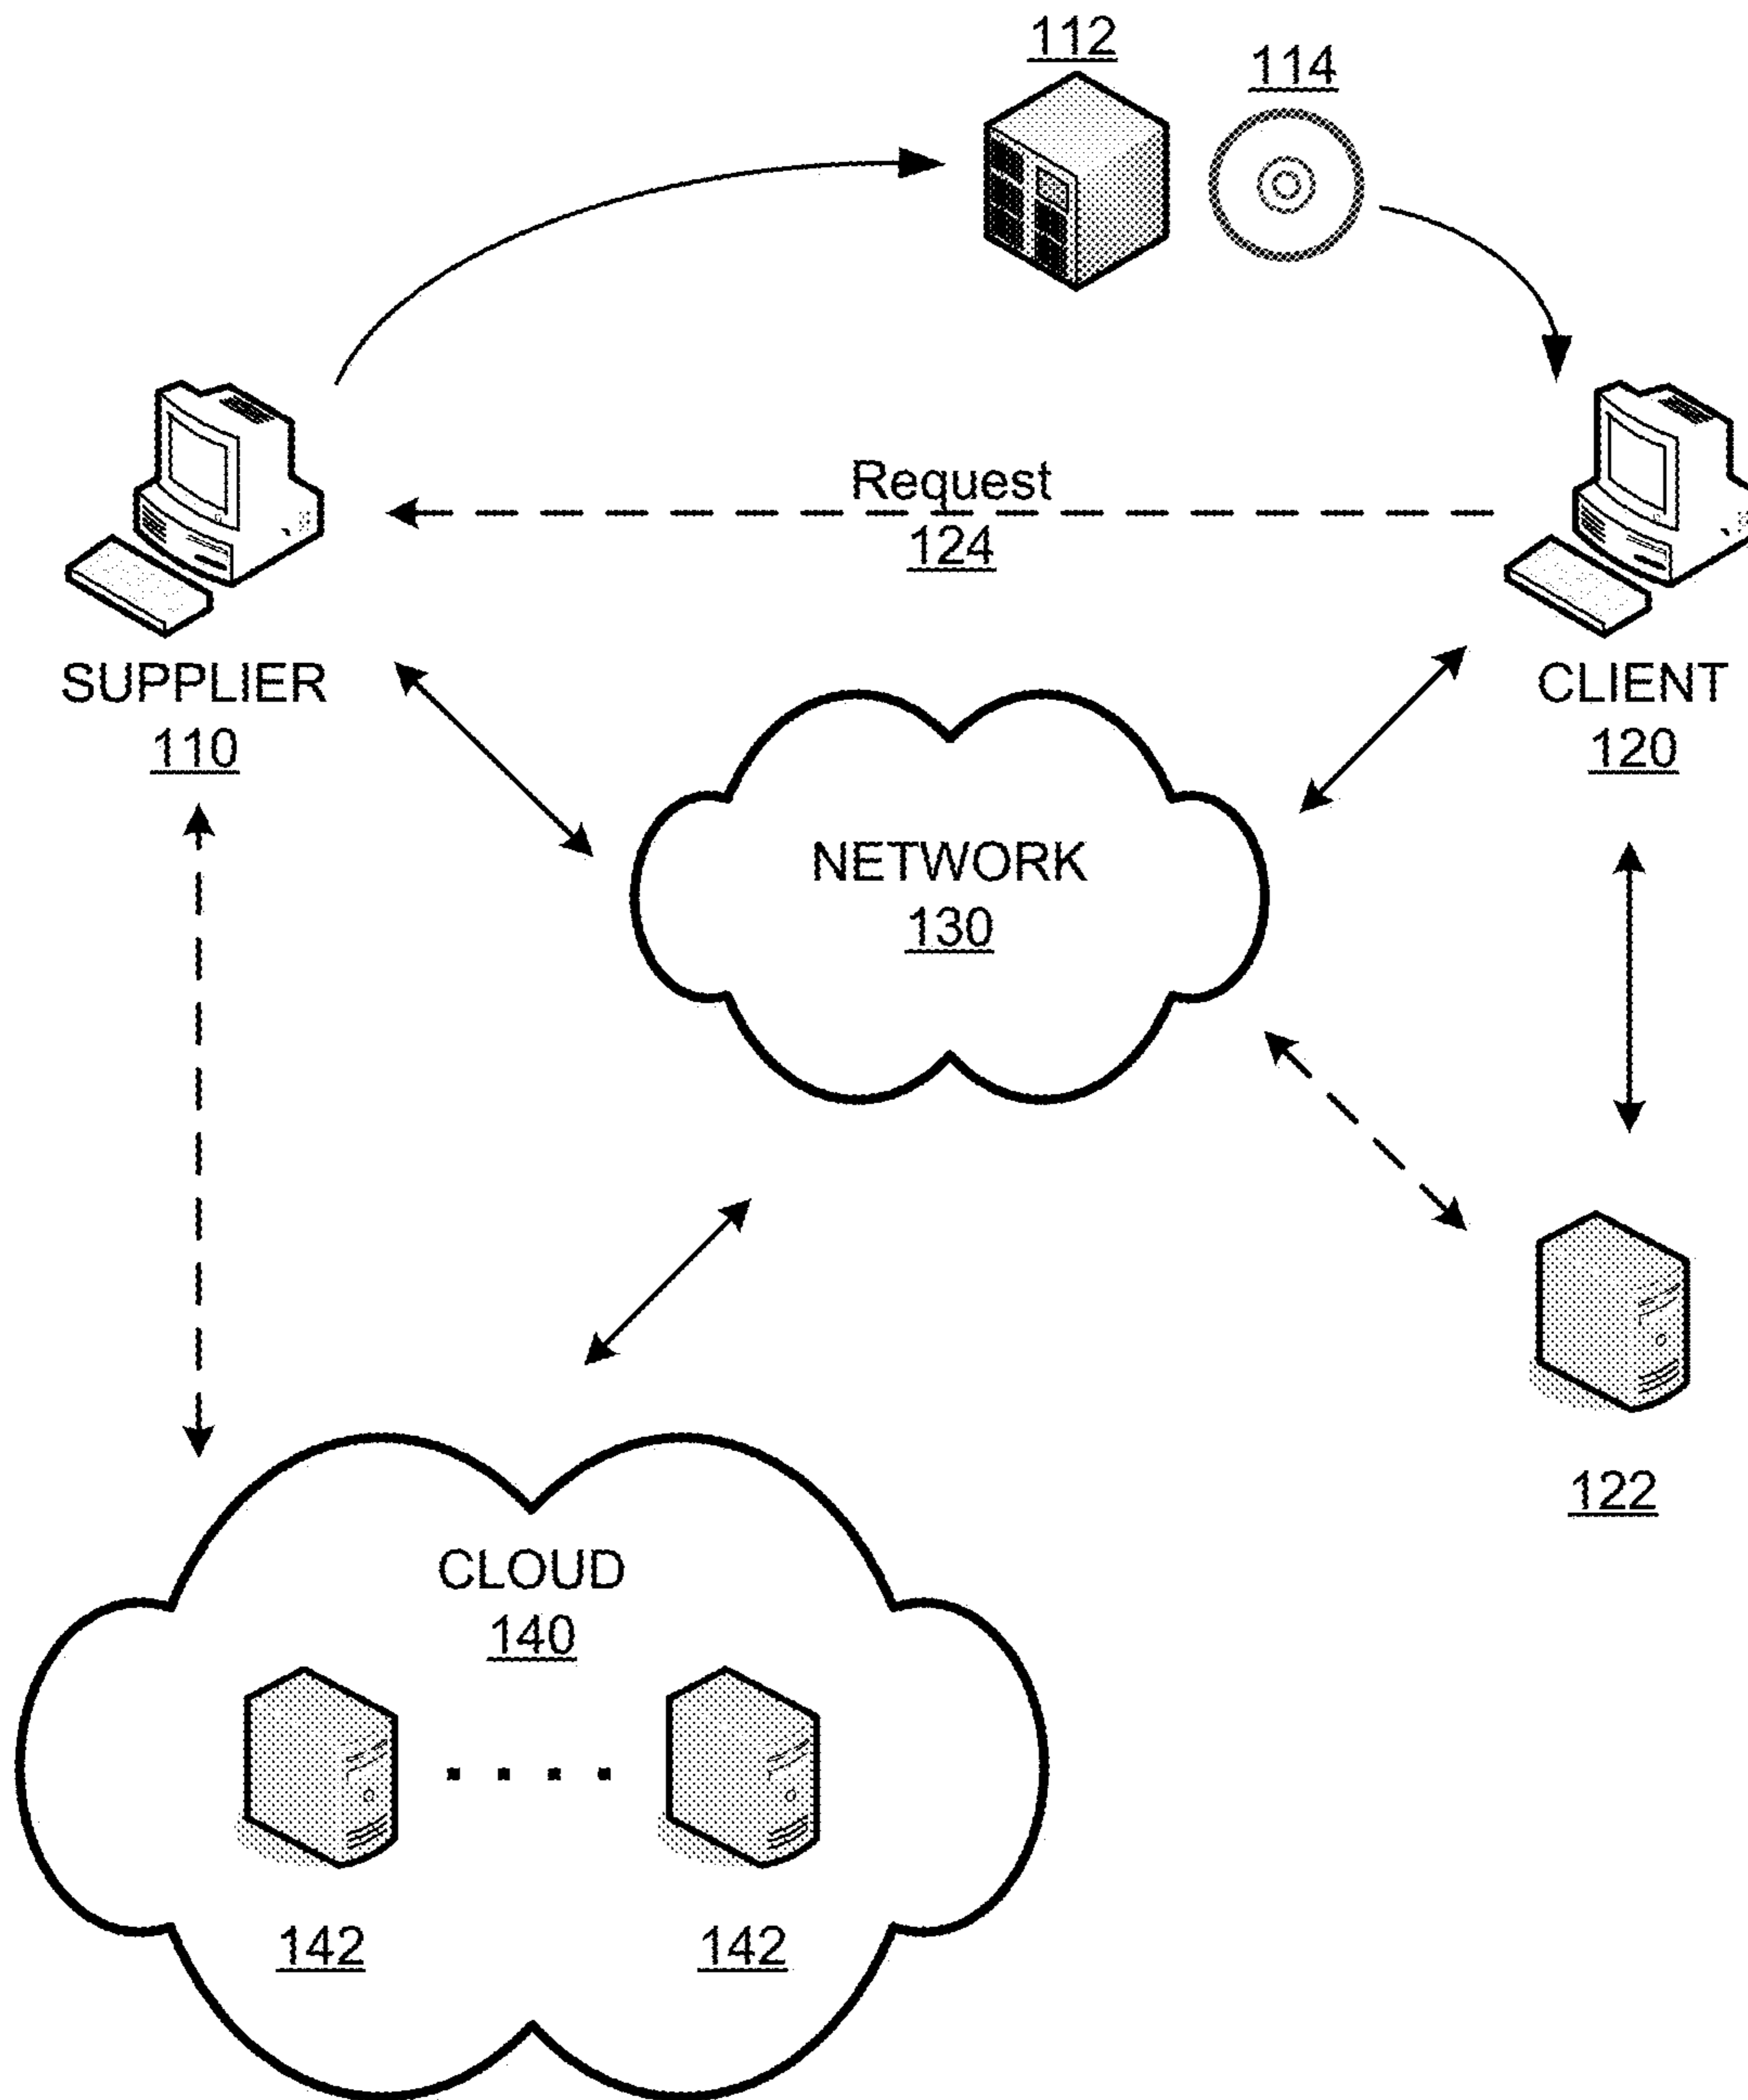 112
114
Request
124
SUPPLIER
110
CLIENT
120
NETWORK
130
122
CLOUD
140
142
142